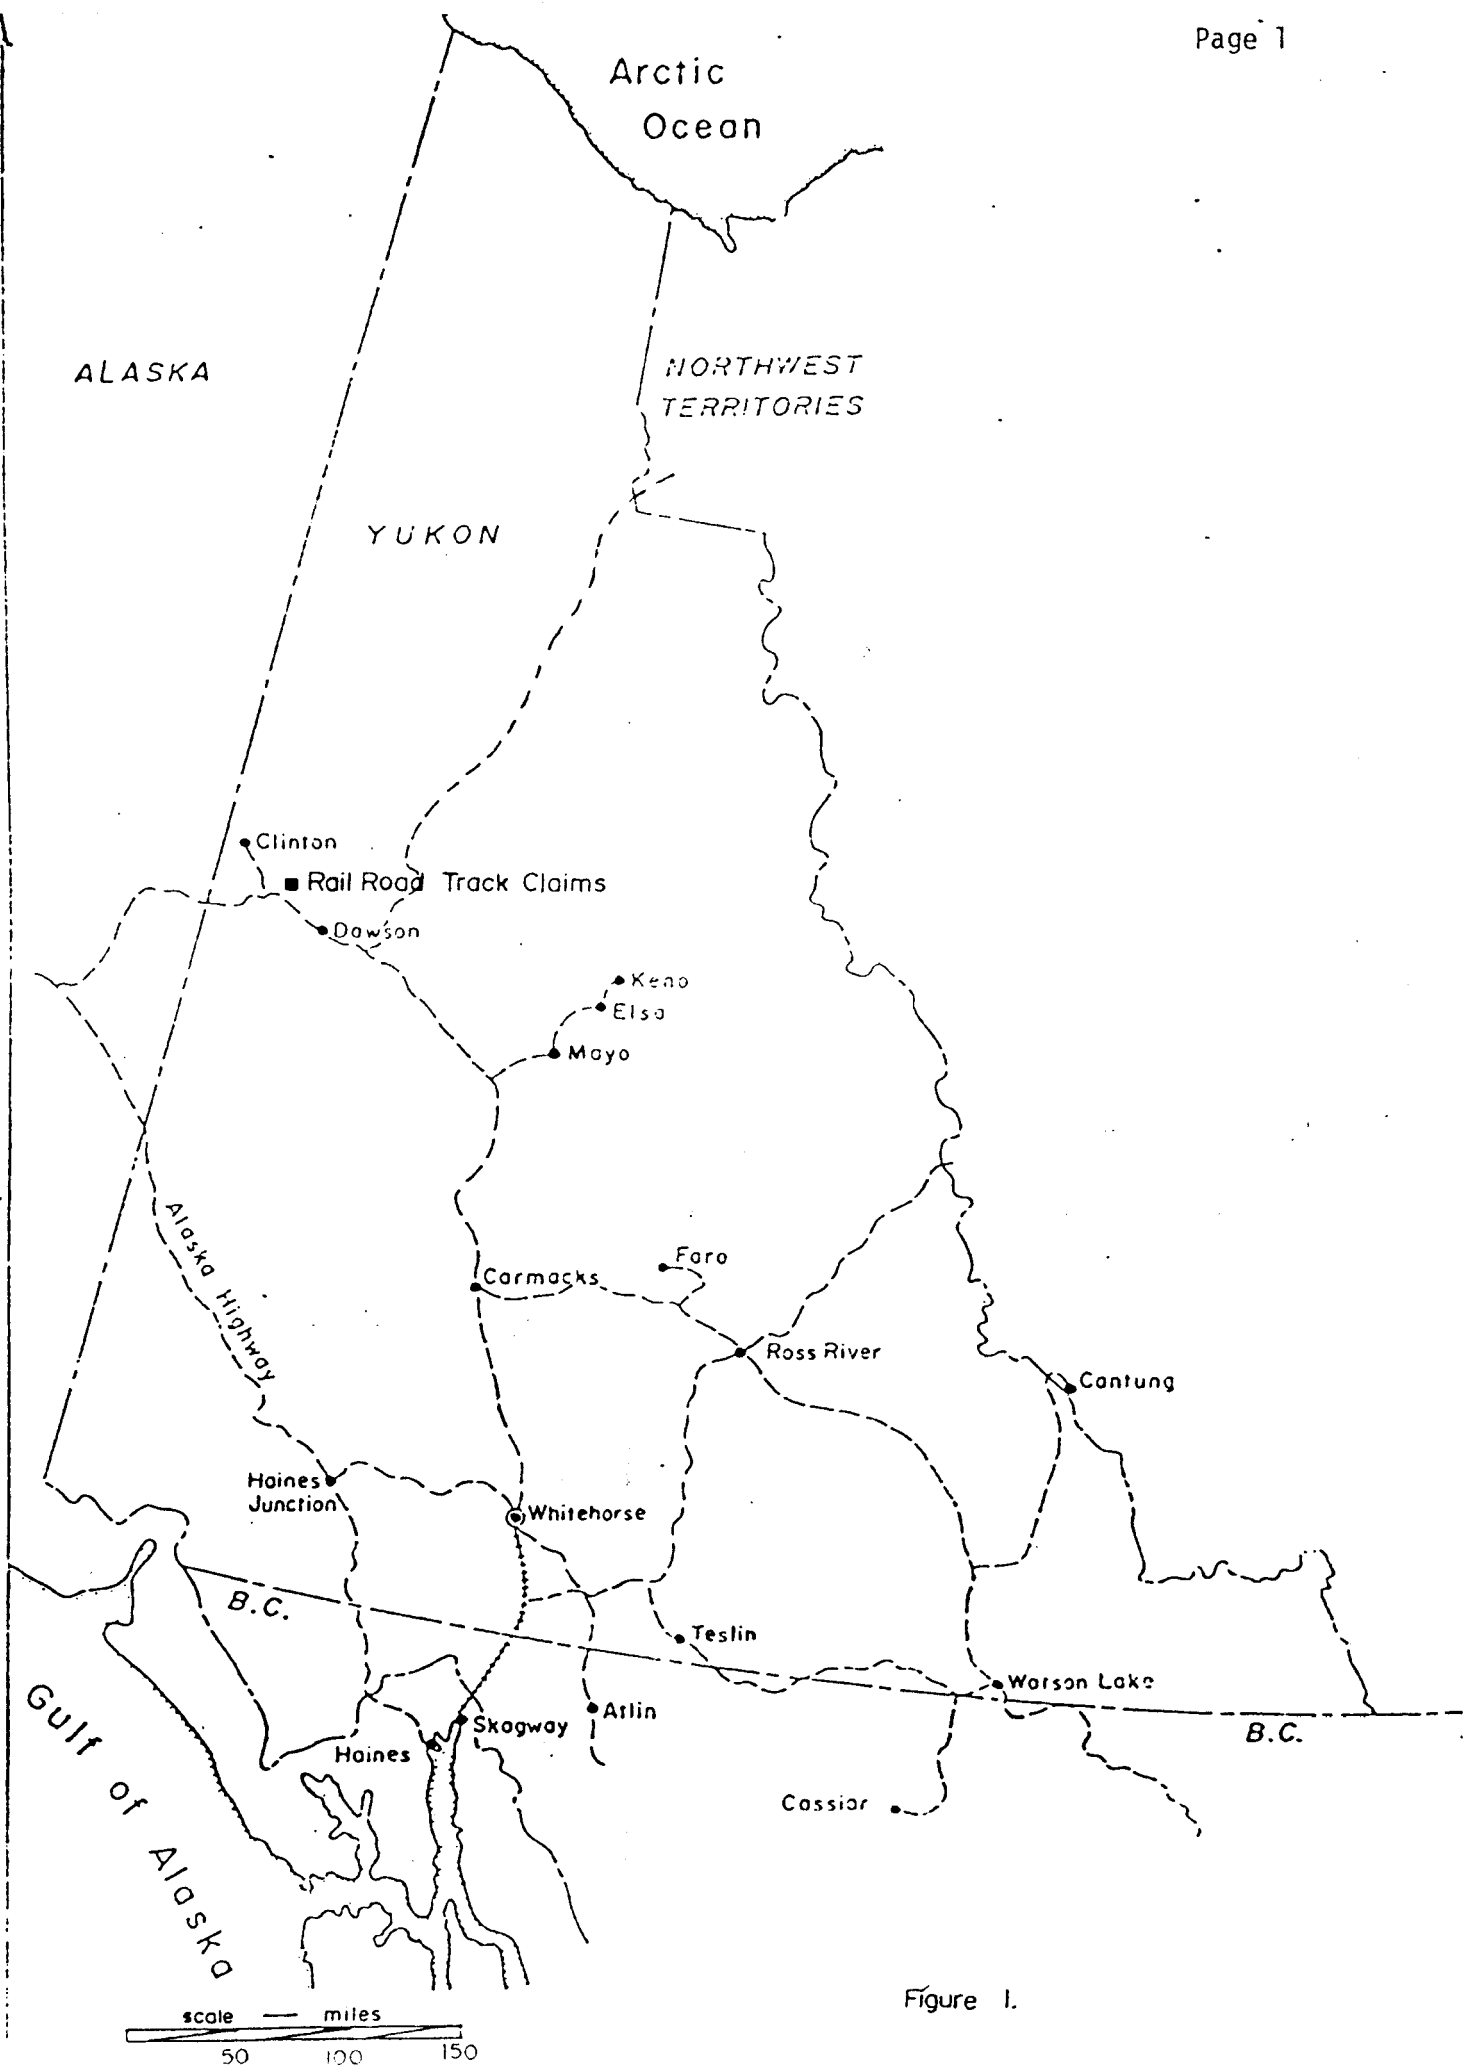 Page 1
Arctic
Ocean
ALASKA
NORTHWEST
TERRITORIES
YUKON
Clinton
Rail Road Track Claims
Dawson
Keno
Elsa
Mayo
Alaska Highway
Faro
Carmacks
Ross River
Cantung
Haines
Junction
Whitehorse
B.C.
Teslin
Watson Lake
Gulf of Alaska
Skagway
Atlin
B.C.
Haines
Cassiar
Figure 1.
scale — miles
50 100 150